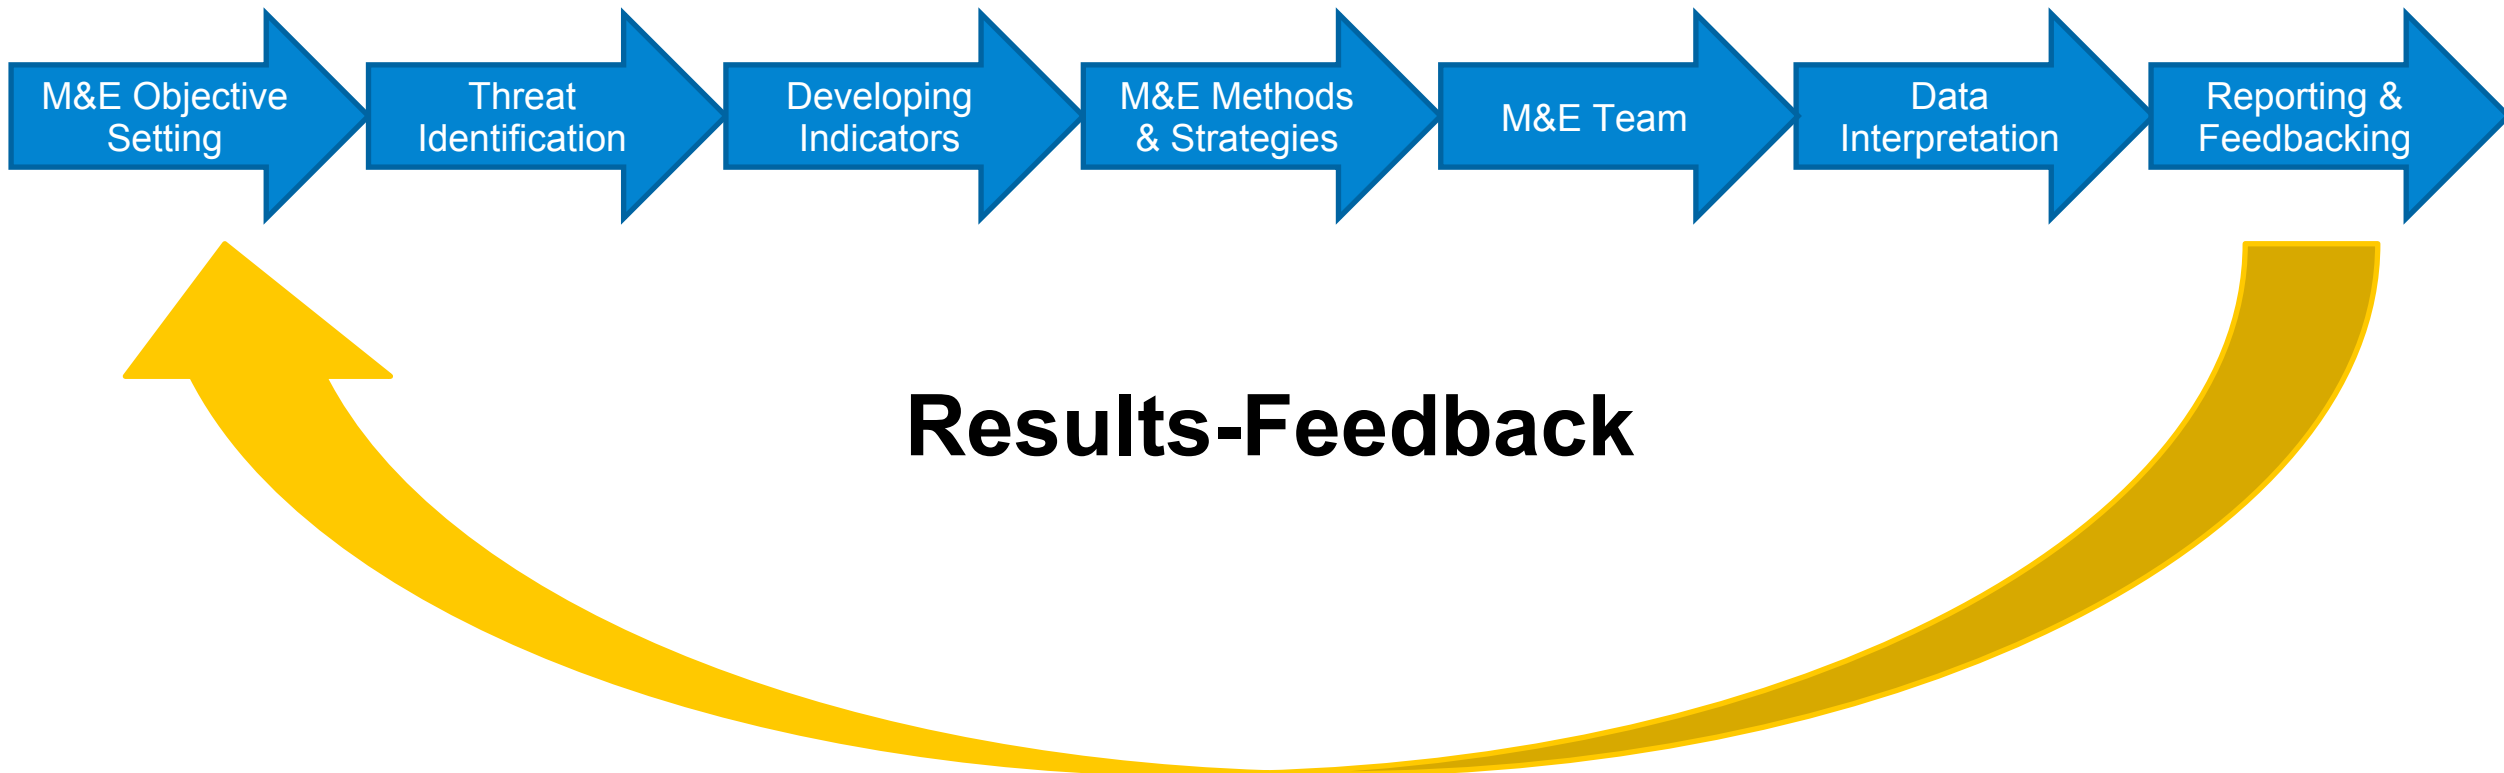 M&E Objective
Setting
Threat
Identification
Developing
Indicators
M&E Methods
& Strategies
M&E Team
Data
Interpretation
Reporting &
Feedbacking
Results-Feedback